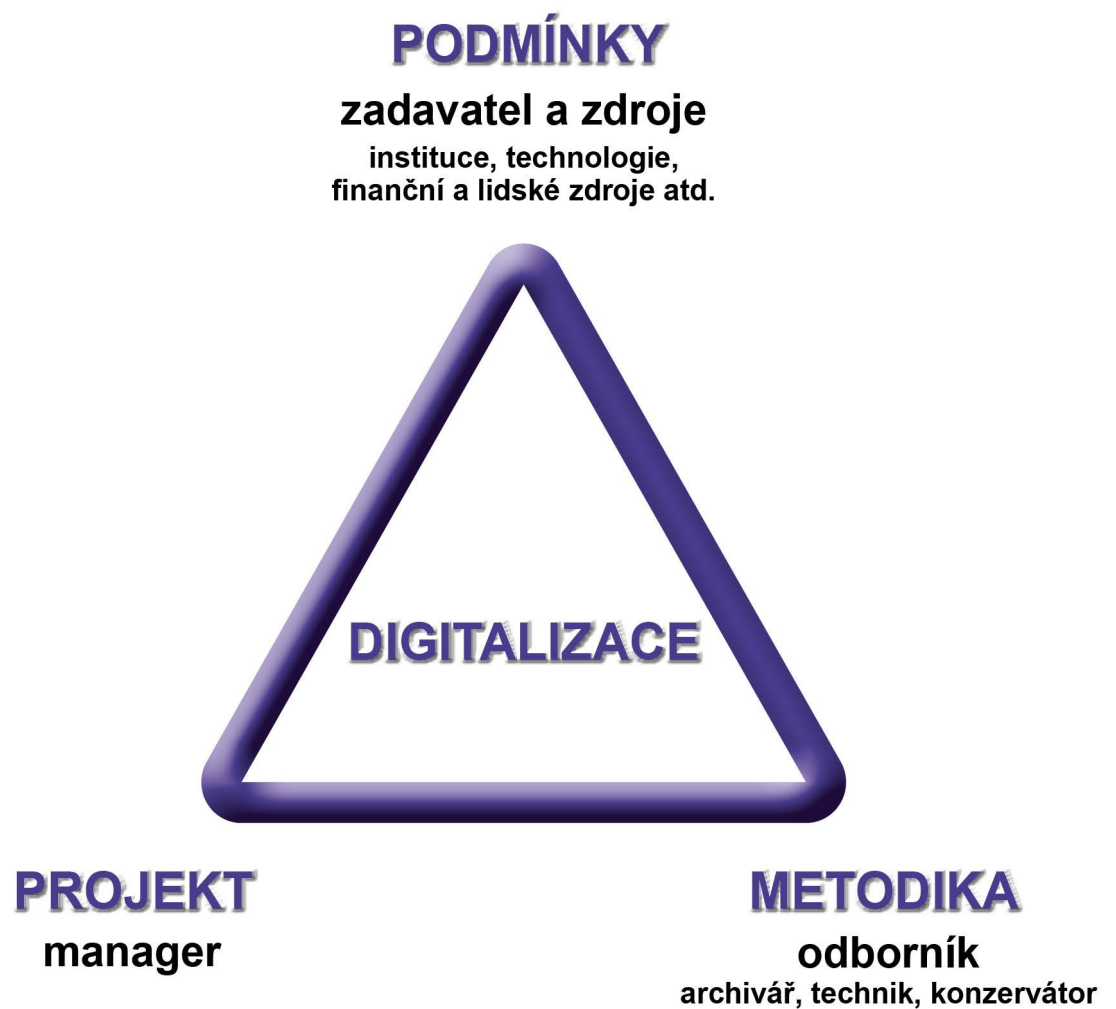 PODMÍNKY
zadavatel a zdroje
instituce, technologie,
finanční a lidské zdroje atd.
DIGITALIZACE
PROJEKT
manager
METODIKA
odborník
archivář, technik, konzervátor